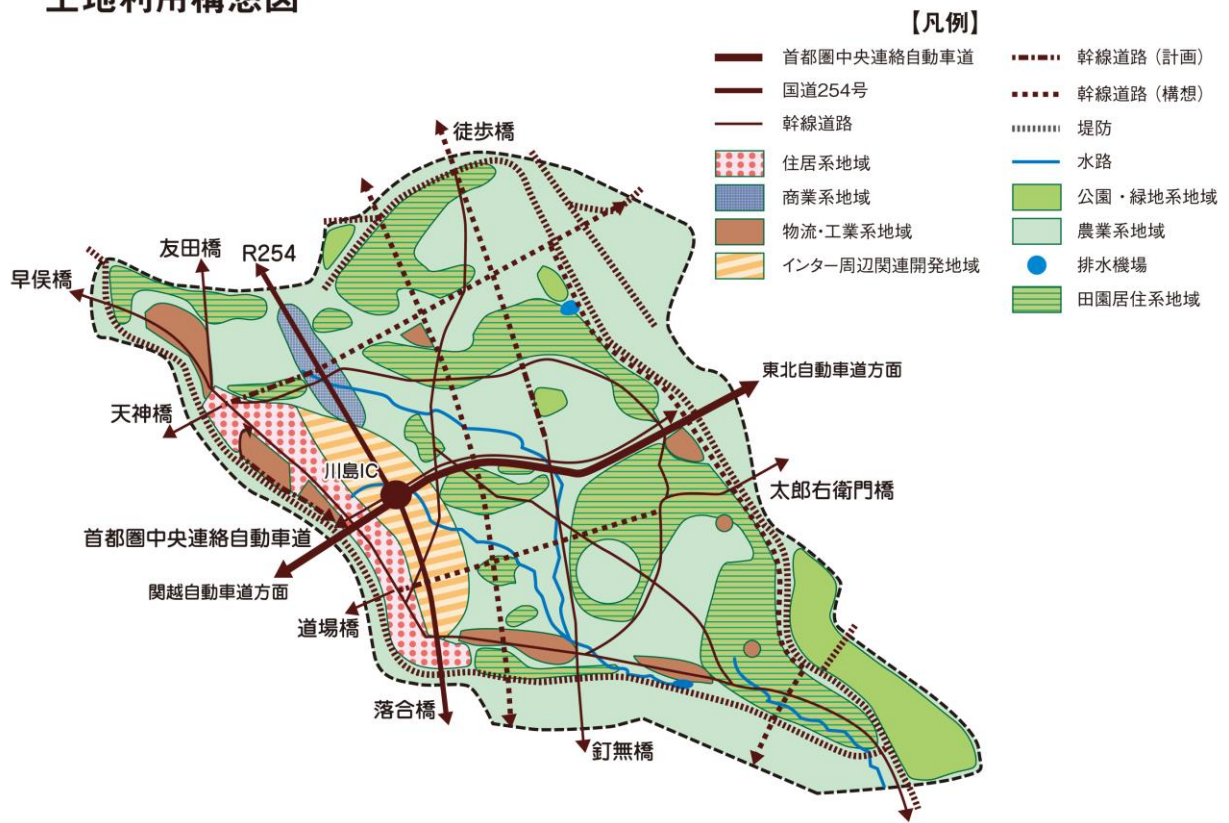 土地利用構想図
【凡例】
首都圏中央連絡自動車道
国道254号
幹線道路
住居系地域
商業系地域
物流・工業系地域
インター周辺関連開発地域
幹線道路（計画）
幹線道路（構想）
堤防
水路
公園・緑地系地域
農業系地域
排水機場
田園居住系地域
徒歩橋
友田橋
R254
早俣橋
東北自動車道方面
天神橋
川島IC
太郎右衛門橋
首都圏中央連絡自動車道
関越自動車道方面
道場橋
落合橋
釘無橋